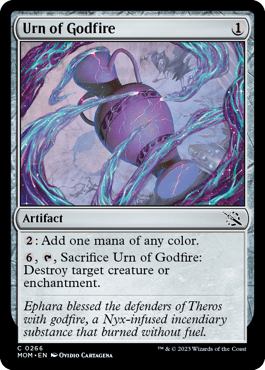 Urn of Godfire 1
Artifact
2: Add one mana of any color.
6, T, Sacrifice Urn of Godfire:
Destroy target creature or
enchantment.
Ephara blessed the defenders of Theros
with godfire, a Nyx-infused incendiary
substance that burned without fuel.
C 0266
MOM • EN Ovidio Cartagena
™ & © 2023 Wizards of the Coast